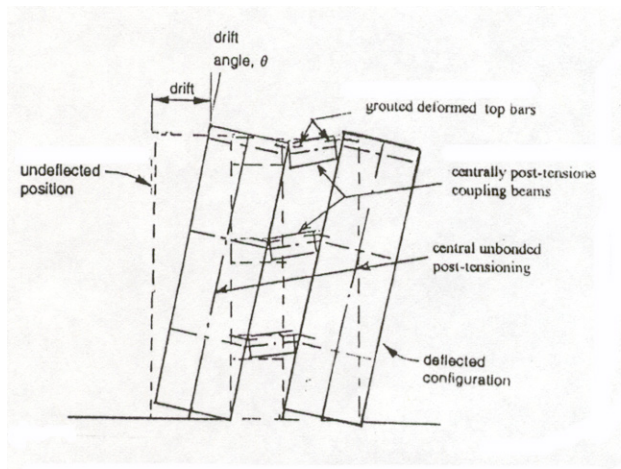 drift
angle, θ
drift
grouted deformed top bars
undeflected
position
centrally post-tensione
coupling beams
central unbonded
post-tensioning
deflected
configuration